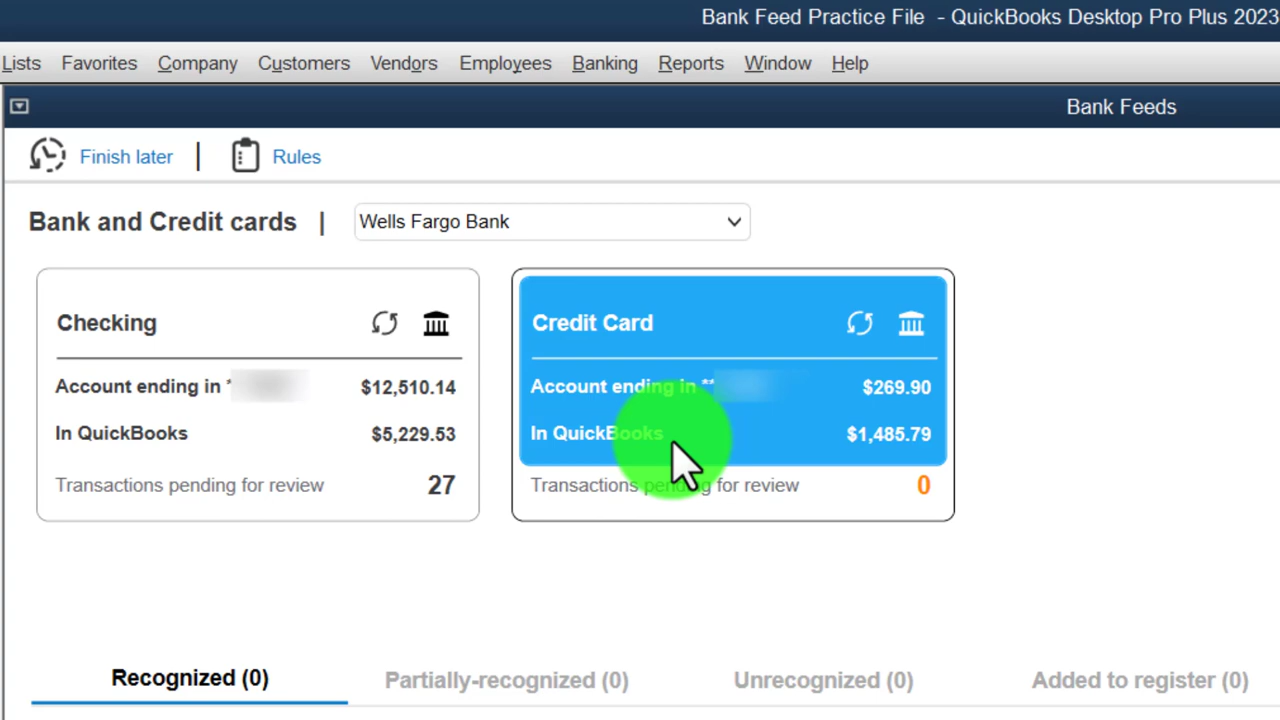 Bank Feed Practice File - QuickBooks Desktop Pro Plus 2023
Lists Favorites Company Customers Vendors Employees Banking Reports Window Help
Bank Feeds
Finish later | Rules
Bank and Credit cards | Wells Fargo Bank
Checking
Account ending in * $12,510.14
In QuickBooks $5,229.53
Transactions pending for review 27
Credit Card
Account ending in ** $269.90
In QuickBooks $1,485.79
Transactions pending for review 0
Recognized (0) Partially-recognized (0) Unrecognized (0) Added to register (0)